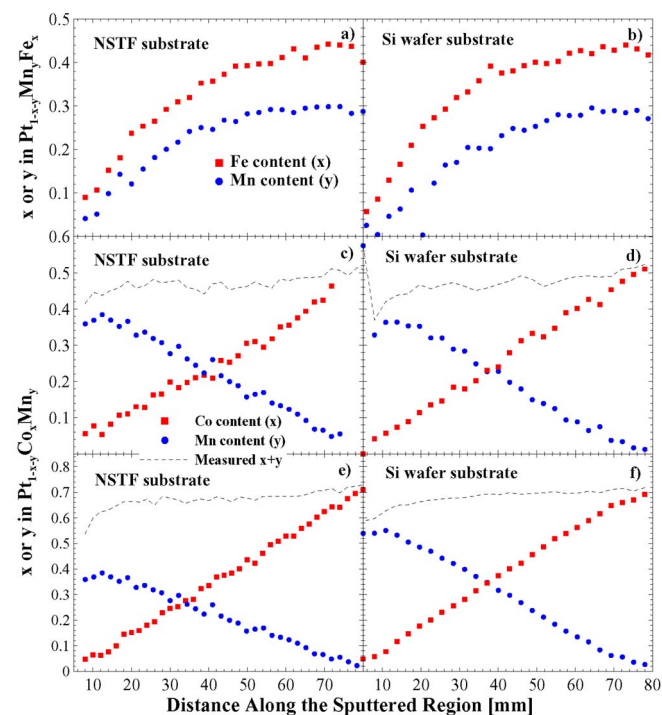 0.5
NSTF substrate
a)
Si wafer substrate
b)
0.4
0.3
0.2
0.1
x or y in Pt1-x-yMnyFex
Fe content (x)
Mn content (y)
0.6
NSTF substrate
c)
Si wafer substrate
d)
0.5
0.4
0.3
0.2
0.1
Co content (x)
Mn content (y)
Measured x+y
0.8
NSTF substrate
e)
Si wafer substrate
f)
0.7
0.6
0.5
0.4
0.3
0.2
0.1
0
x or y in Pt1-x-yCoxMny
10 20 30 40 50 60 70 10 20 30 40 50 60 70 80
Distance Along the Sputtered Region [mm]